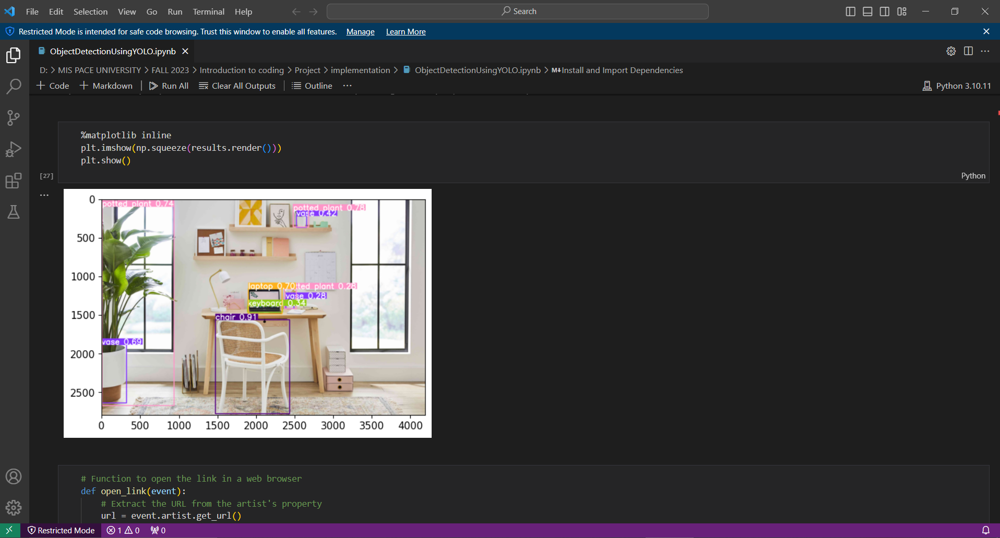 File Edit Selection View Go Run Terminal Help
Search
Restricted Mode is intended for safe code browsing. Trust this window to enable all features. Manage Learn More
ObjectDetectionUsingYOLO.ipynb
D: > MIS PACE UNIVERSITY > FALL 2023 > Introduction to coding > Project > implementation > ObjectDetectionUsingYOLO.ipynb > M↓Install and Import Dependencies
+ Code + Markdown | Run All Clear All Outputs | Outline ···
Python 3.10.11
%matplotlib inline
plt.imshow(np.squeeze(results.render()))
plt.show()
[27]
Python
···
0
500
1000
1500
2000
2500
potted plant 0.74
potted plant 0.78
vase 0.42
laptop 0.70
tted plant 0.28
vase 0.28
keyboard 0.34
chair 0.91
vase 0.69
0 500 1000 1500 2000 2500 3000 3500 4000
# Function to open the link in a web browser
def open_link(event):
# Extract the URL from the artist's property
url = event.artist.get_url()
Restricted Mode 1 0 0